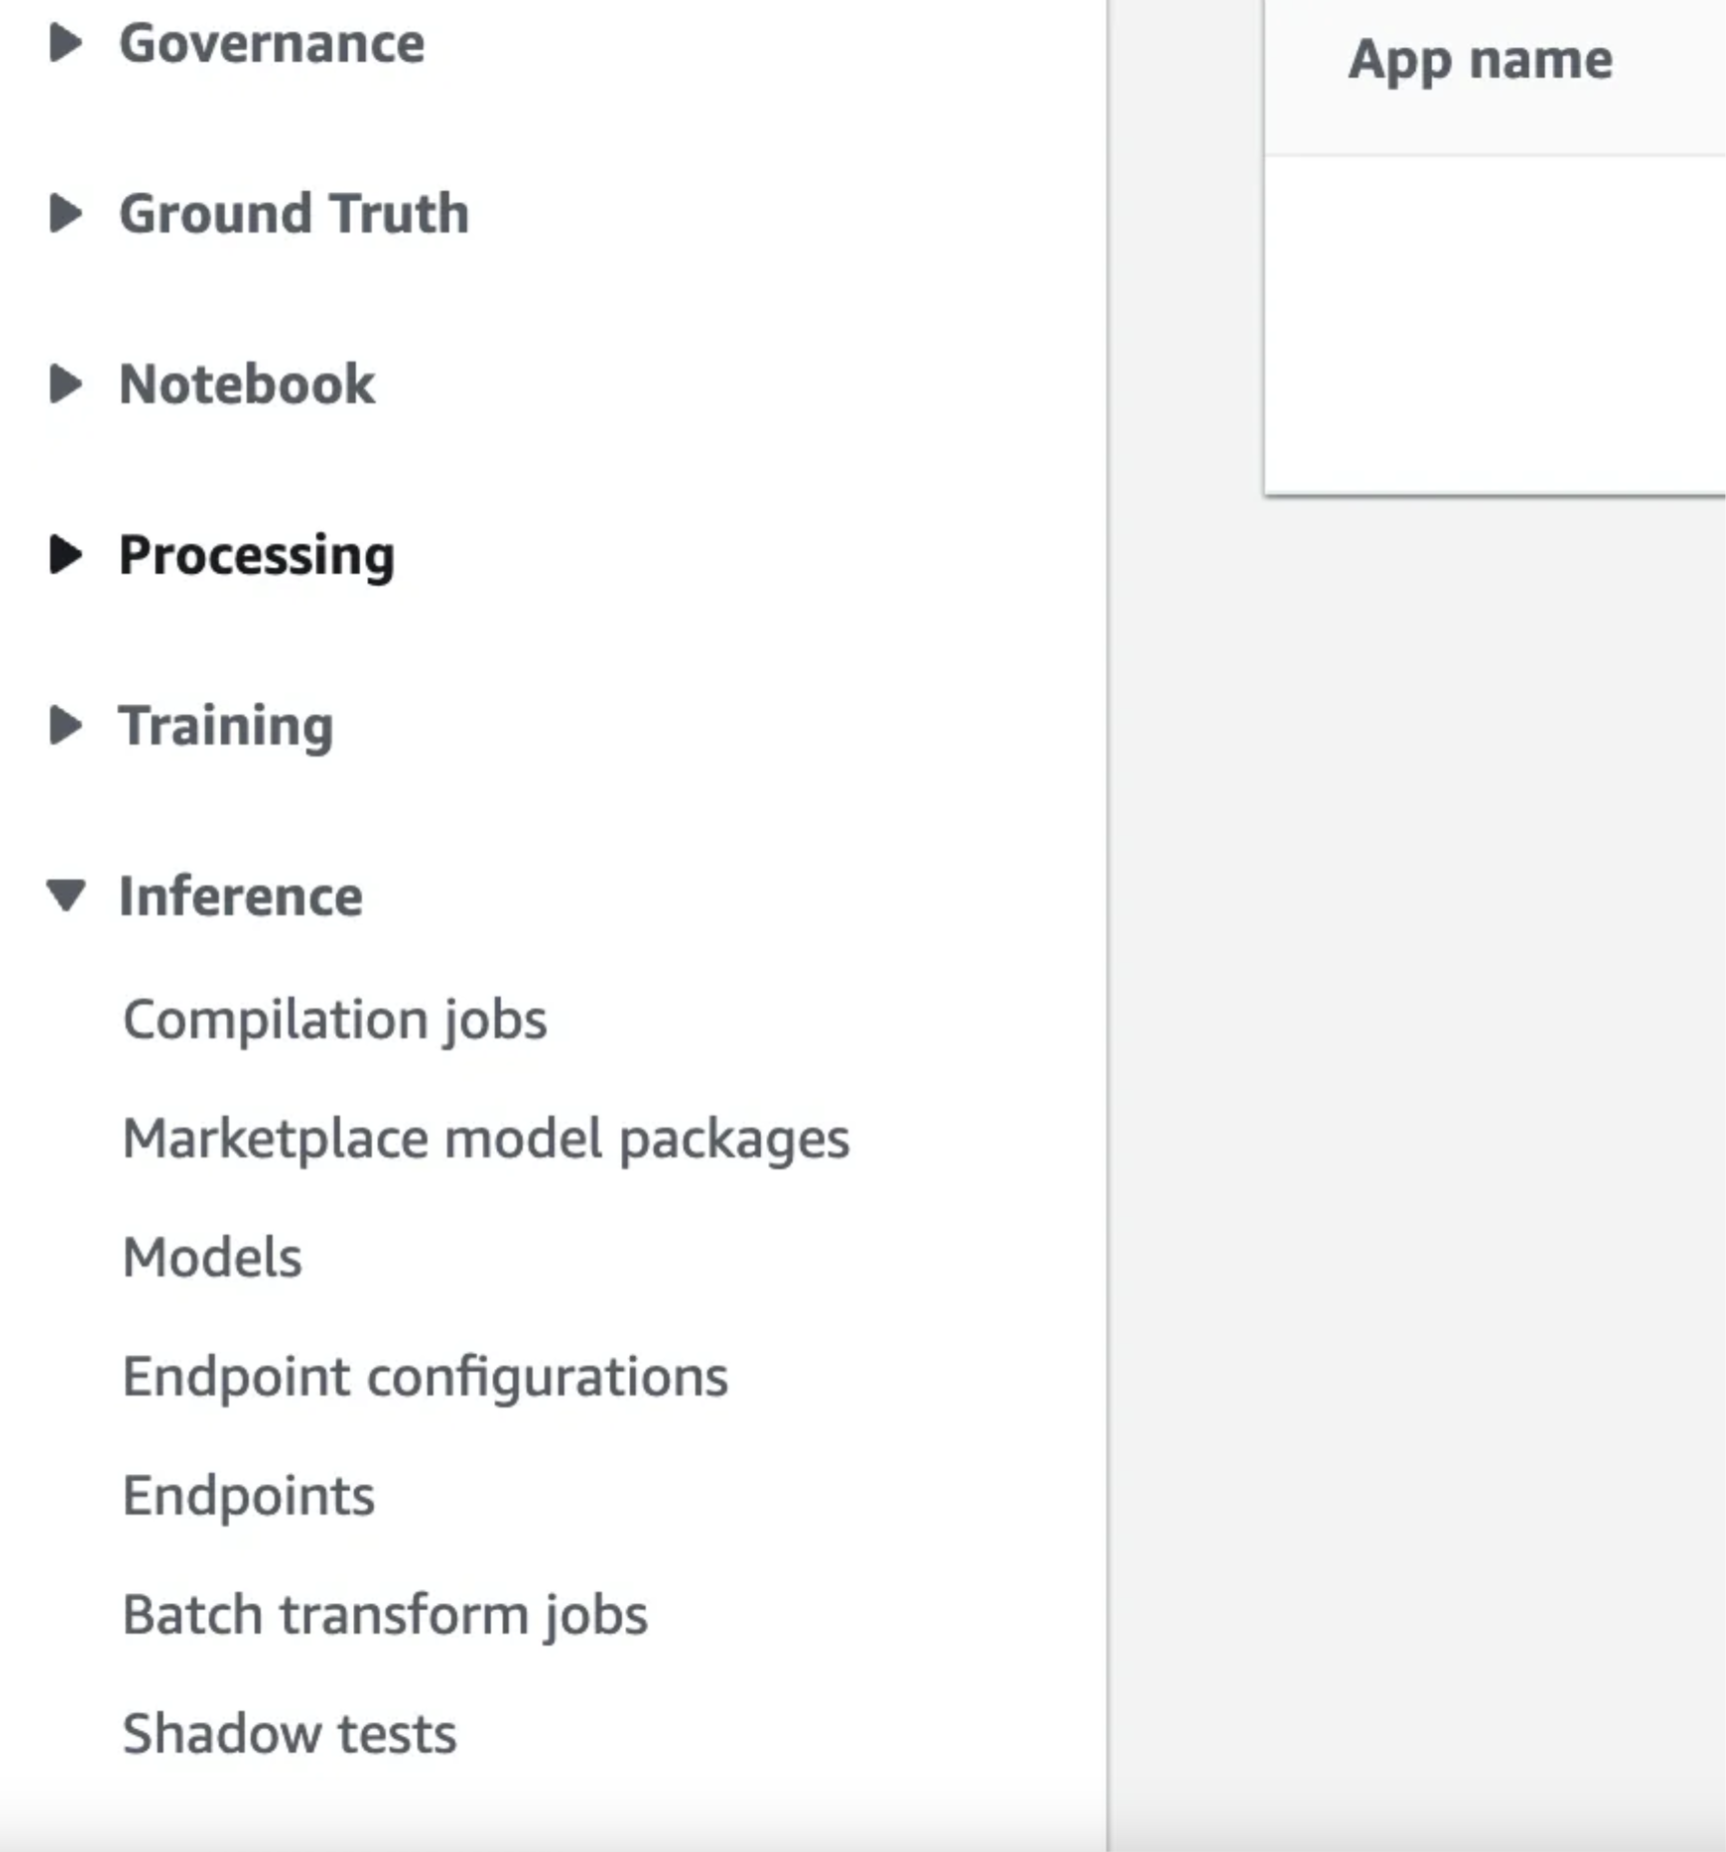 Governance
App name
Ground Truth
Notebook
Processing
Training
Inference
Compilation jobs
Marketplace model packages
Models
Endpoint configurations
Endpoints
Batch transform jobs
Shadow tests